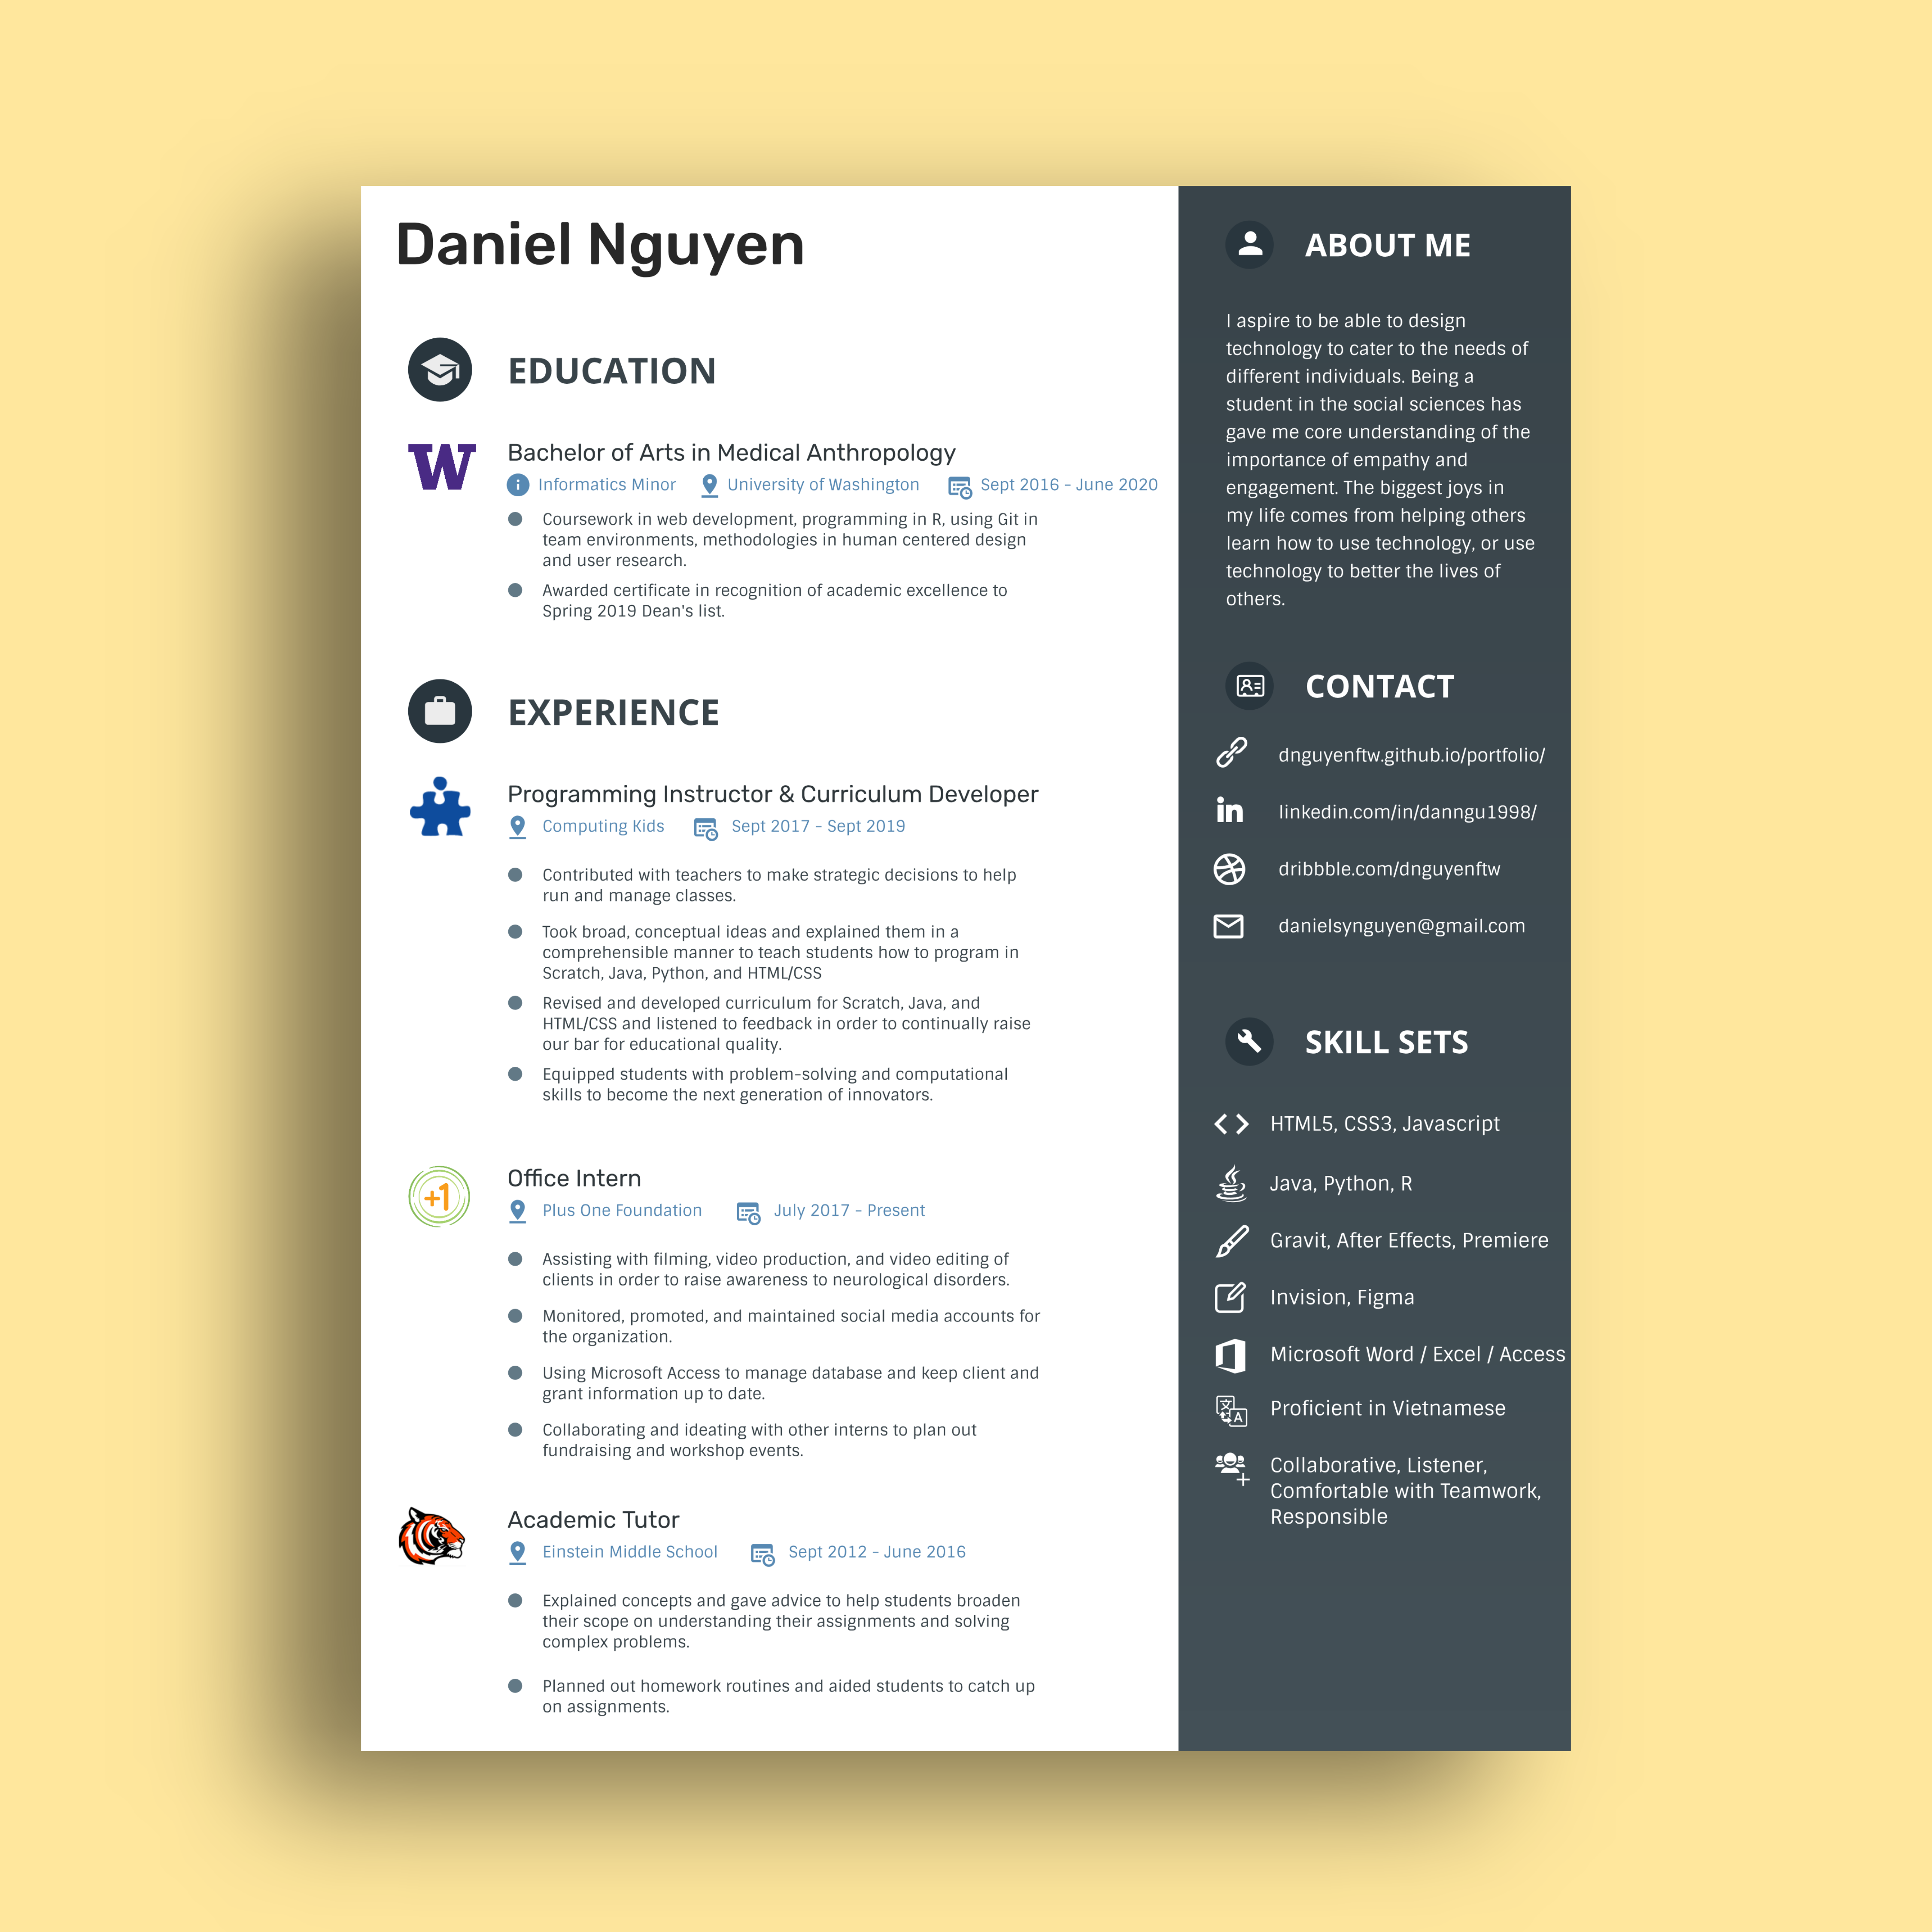 Daniel Nguyen
EDUCATION
W
Bachelor of Arts in Medical Anthropology
Informatics Minor University of Washington Sept 2016 - June 2020
Coursework in web development, programming in R, using Git in
team environments, methodologies in human centered design
and user research.
Awarded certificate in recognition of academic excellence to
Spring 2019 Dean's list.
EXPERIENCE
Programming Instructor & Curriculum Developer
Computing Kids Sept 2017 - Sept 2019
Contributed with teachers to make strategic decisions to help
run and manage classes.
Took broad, conceptual ideas and explained them in a
comprehensible manner to teach students how to program in
Scratch, Java, Python, and HTML/CSS
Revised and developed curriculum for Scratch, Java, and
HTML/CSS and listened to feedback in order to continually raise
our bar for educational quality.
Equipped students with problem-solving and computational
skills to become the next generation of innovators.
+1
Office Intern
Plus One Foundation July 2017 - Present
Assisting with filming, video production, and video editing of
clients in order to raise awareness to neurological disorders.
Monitored, promoted, and maintained social media accounts for
the organization.
Using Microsoft Access to manage database and keep client and
grant information up to date.
Collaborating and ideating with other interns to plan out
fundraising and workshop events.
Academic Tutor
Einstein Middle School Sept 2012 - June 2016
Explained concepts and gave advice to help students broaden
their scope on understanding their assignments and solving
complex problems.
Planned out homework routines and aided students to catch up
on assignments.
ABOUT ME
I aspire to be able to design
technology to cater to the needs of
different individuals. Being a
student in the social sciences has
gave me core understanding of the
importance of empathy and
engagement. The biggest joys in
my life comes from helping others
learn how to use technology, or use
technology to better the lives of
others.
CONTACT
dnguyenftw.github.io/portfolio/
in linkedin.com/in/danngu1998/
dribbble.com/dnguyenftw
danielsynguyen@gmail.com
SKILL SETS
<> HTML5, CSS3, Javascript
Java, Python, R
Gravit, After Effects, Premiere
Invision, Figma
Microsoft Word / Excel / Access
文 A Proficient in Vietnamese
Collaborative, Listener,
Comfortable with Teamwork,
Responsible